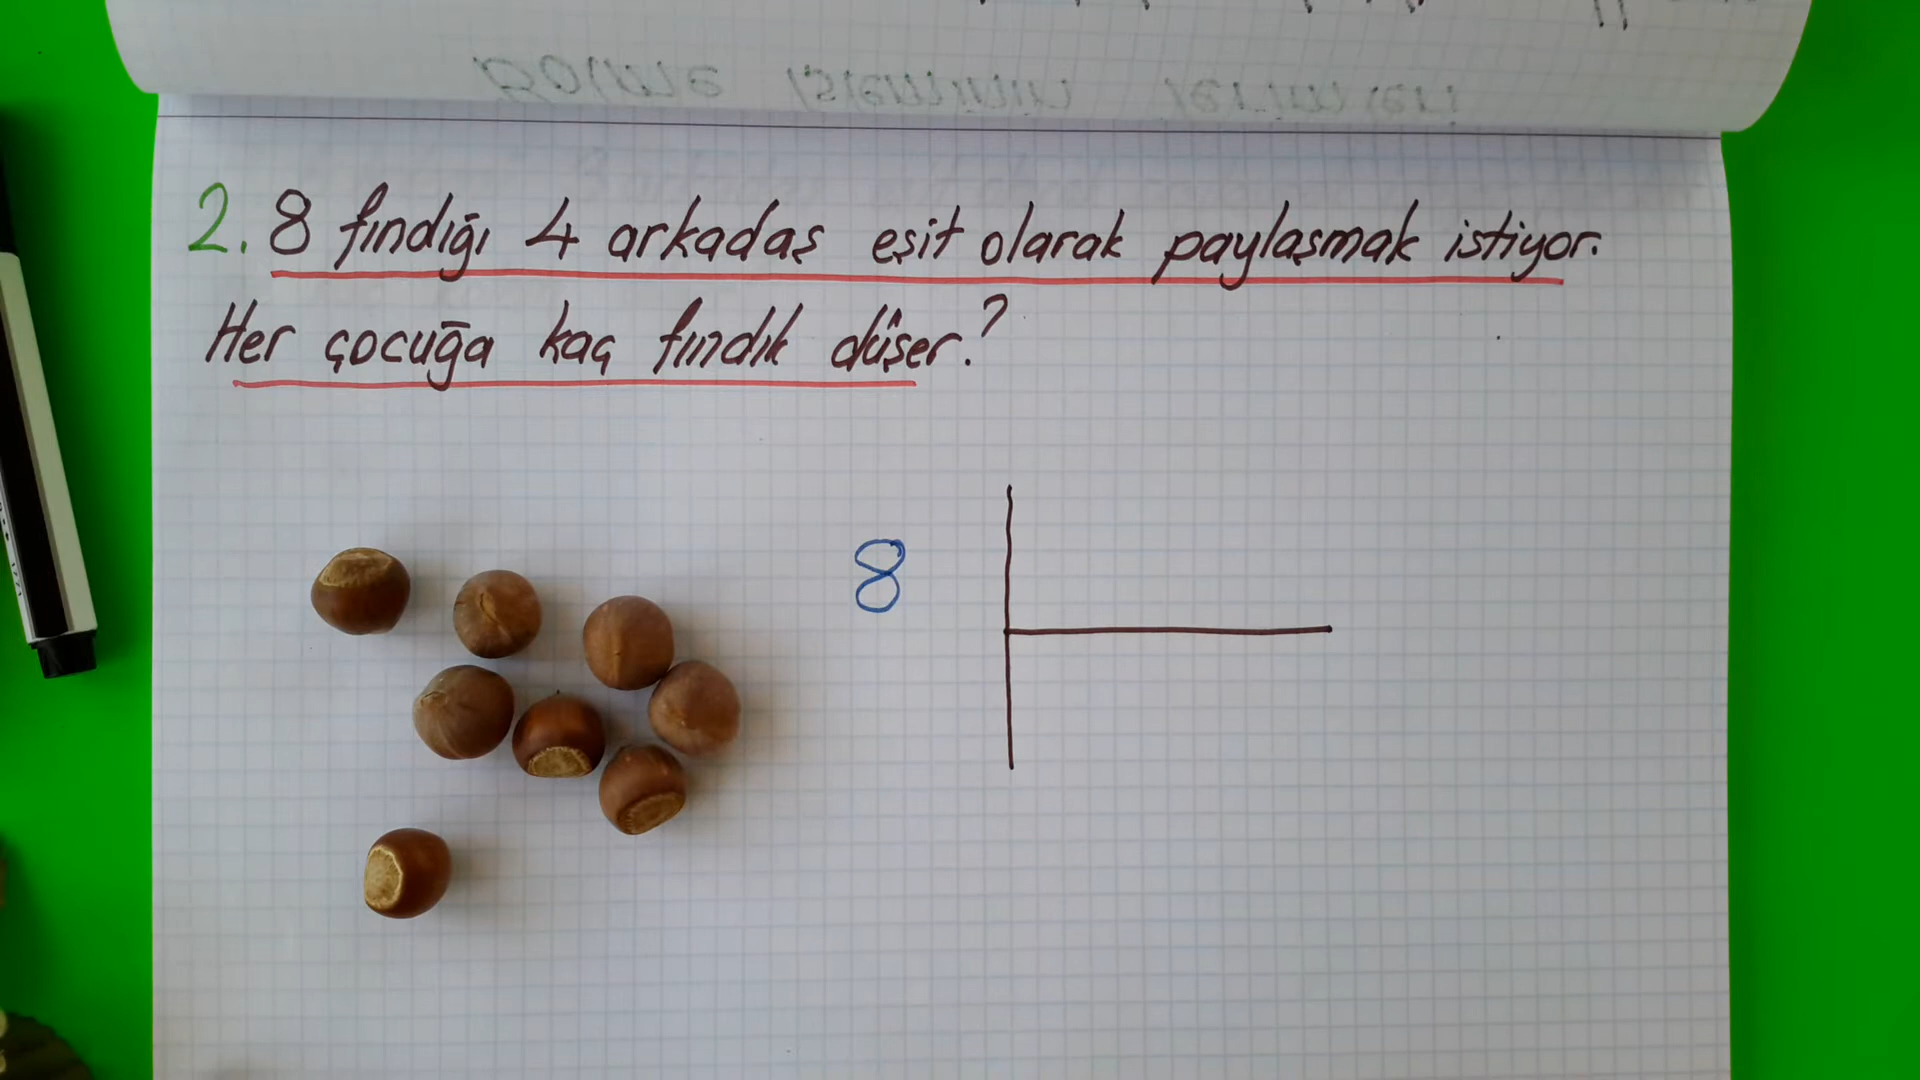 2. 8 fındığı 4 arkadaş eşit olarak paylaşmak istiyor.
Her çocuğa kaç fındık düşer?
8